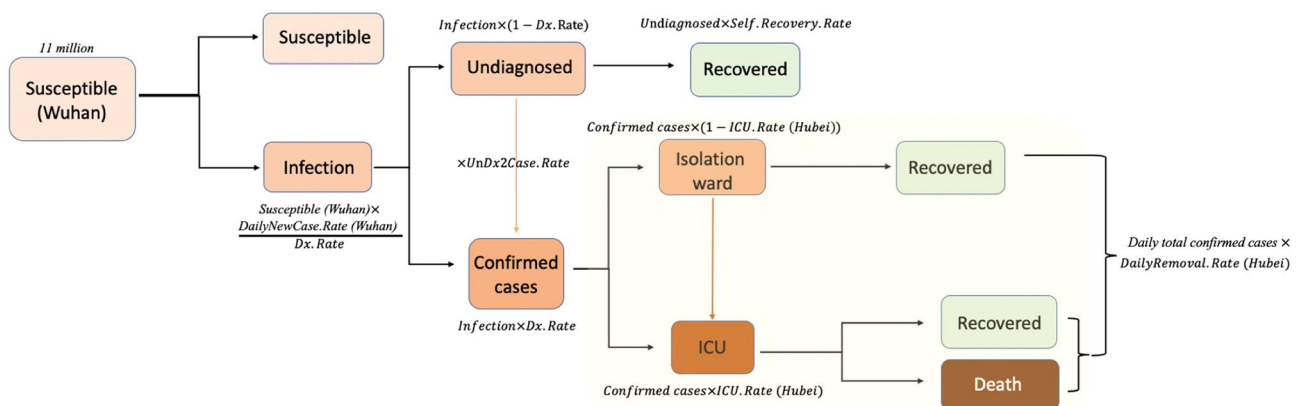 11 million
Susceptible
(Wuhan)
Susceptible
Infection
Susceptible (Wuhan)×
DailyNewCase.Rate (Wuhan)
Dx.Rate
Infection×(1 − Dx.Rate)
Undiagnosed
Undiagnosed×Self.Recovery.Rate
Recovered
×UnDx2Case.Rate
Confirmed
cases
Infection×Dx.Rate
Confirmed cases×(1 − ICU.Rate (Hubei))
Isolation
ward
Recovered
ICU
Confirmed cases×ICU.Rate (Hubei)
Recovered
Death
Daily total confirmed cases ×
DailyRemoval.Rate (Hubei)